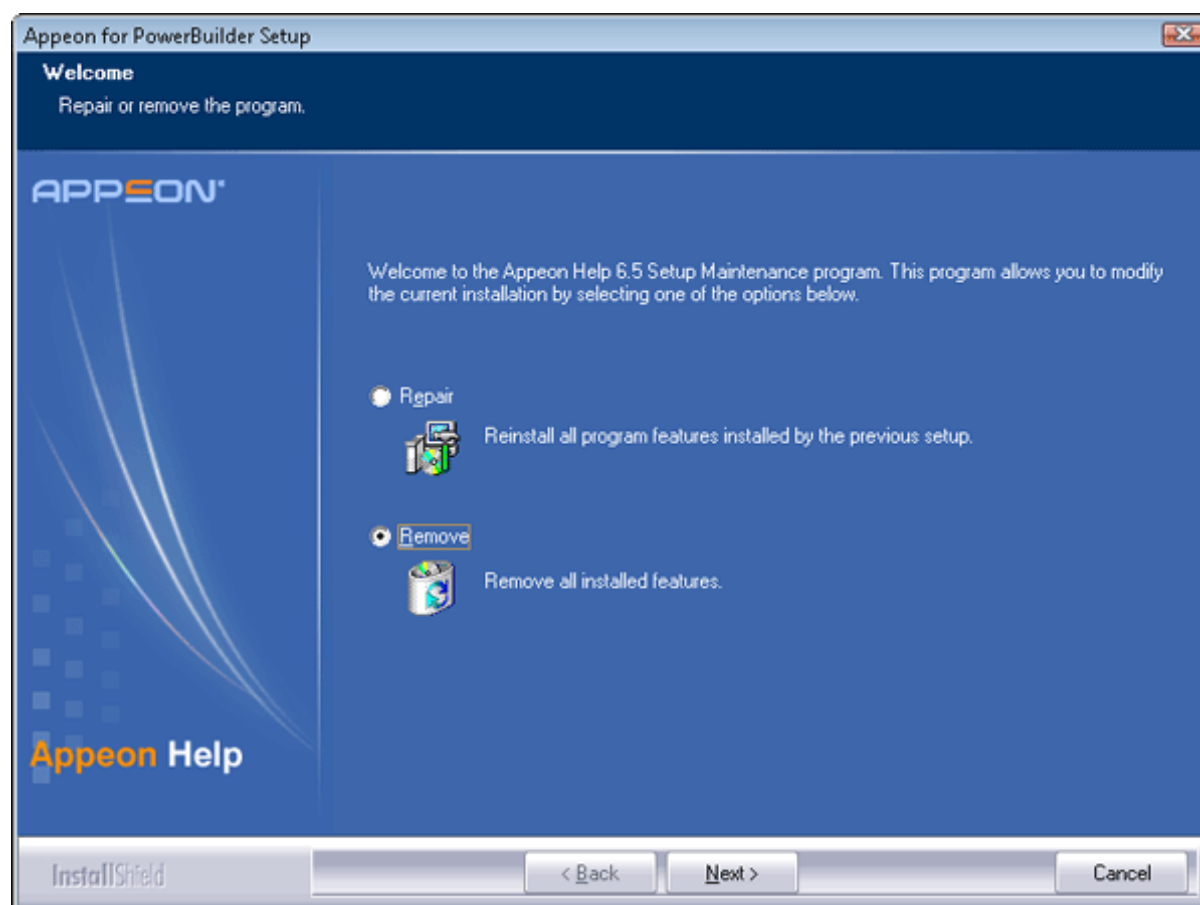 Appeon for PowerBuilder Setup
Welcome
Repair or remove the program.
APPEON
Welcome to the Appeon Help 6.5 Setup Maintenance program. This program allows you to modify
the current installation by selecting one of the options below.
Repair
Reinstall all program features installed by the previous setup.
Remove
Remove all installed features.
Appeon Help
InstallShield
< Back
Next >
Cancel